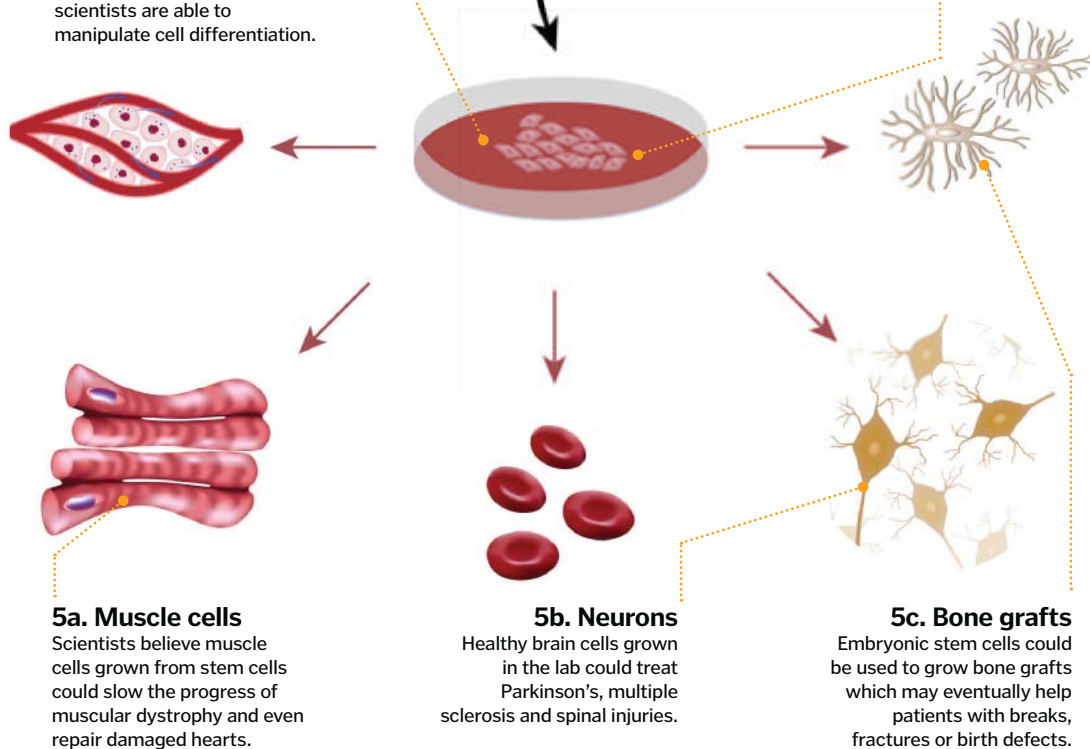 scientists are able to
manipulate cell differentiation.
5a. Muscle cells
Scientists believe muscle
cells grown from stem cells
could slow the progress of
muscular dystrophy and even
repair damaged hearts.
5b. Neurons
Healthy brain cells grown
in the lab could treat
Parkinson's, multiple
sclerosis and spinal injuries.
5c. Bone grafts
Embryonic stem cells could
be used to grow bone grafts
which may eventually help
patients with breaks,
fractures or birth defects.